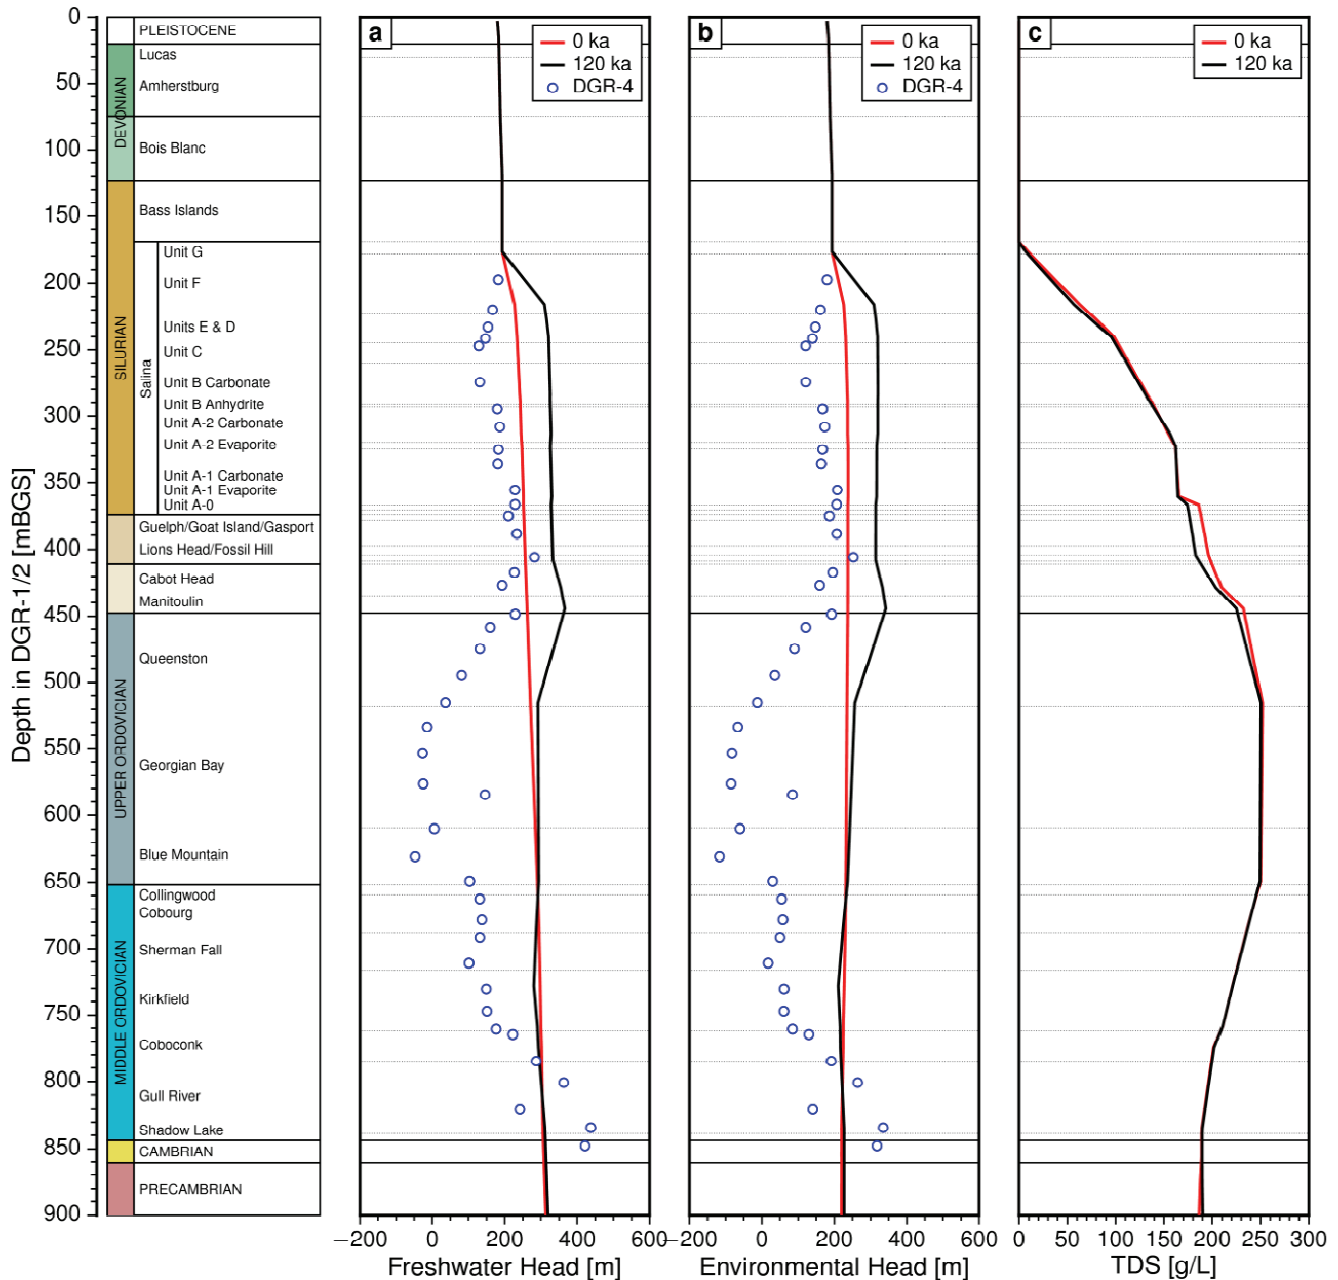 Depth in DGR-1/2 [mBGS]
0
50
100
150
200
250
300
350
400
450
500
550
600
650
700
750
800
850
900
DEVONIAN
SILURIAN
UPPER ORDOVICIAN
MIDDLE ORDOVICIAN
PLEISTOCENE
Lucas
Amherstburg
Bois Blanc
Bass Islands
Salina
Unit G
Unit F
Units E & D
Unit C
Unit B Carbonate
Unit B Anhydrite
Unit A-2 Carbonate
Unit A-2 Evaporite
Unit A-1 Carbonate
Unit A-1 Evaporite
Unit A-0
Guelph/Goat Island/Gasport
Lions Head/Fossil Hill
Cabot Head
Manitoulin
Queenston
Georgian Bay
Blue Mountain
Collingwood
Cobourg
Sherman Fall
Kirkfield
Coboconk
Gull River
Shadow Lake
CAMBRIAN
PRECAMBRIAN
a
0 ka
120 ka
DGR-4
−200 0 200 400 600
Freshwater Head [m]
b
0 ka
120 ka
DGR-4
−200 0 200 400 600
Environmental Head [m]
c
0 ka
120 ka
0 50 100 150 200 250 300
TDS [g/L]